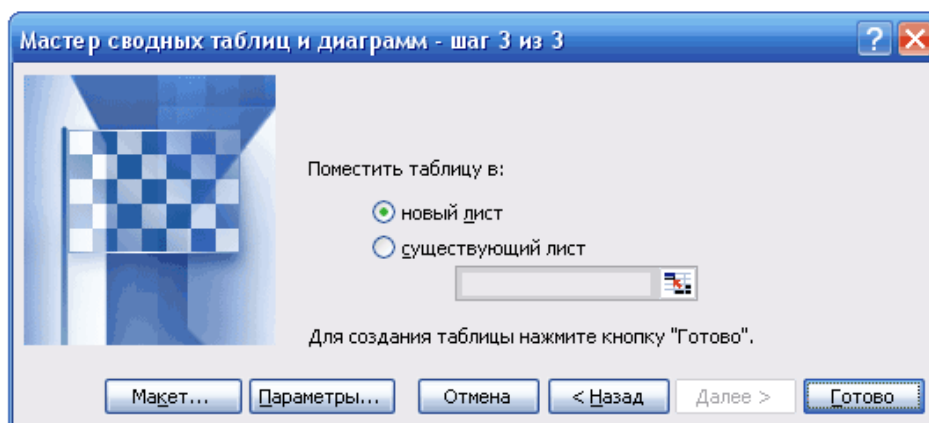 Мастер сводных таблиц и диаграмм - шаг 3 из 3
Поместить таблицу в:
новый лист
существующий лист
Для создания таблицы нажмите кнопку "Готово".
Макет... Параметры... Отмена < Назад Далее > Готово